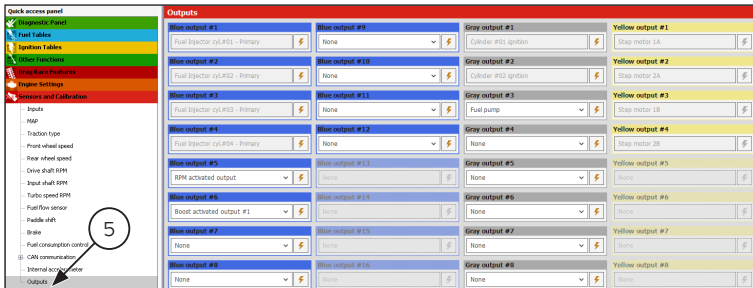 Quick access panel
Diagnostic Panel
Fuel Tables
Ignition Tables
Other Functions
Drag Race Features
Engine Settings
Sensors and Calibration
Inputs
MAP
Traction type
Front wheel speed
Rear wheel speed
Drive shaft RPM
Input shaft RPM
Turbo speed RPM
Fuel flow sensor
Paddle shift
Brake
Fuel consumption control
CAN communication
Internal accelerometer
Outputs
5
Outputs
Blue output #1
Fuel Injector cyl.#01 - Primary
Blue output #2
Fuel Injector cyl.#02 - Primary
Blue output #3
Fuel Injector cyl.#03 - Primary
Blue output #4
Fuel Injector cyl.#04 - Primary
Blue output #5
RPM activated output
Blue output #6
Boost activated output #1
Blue output #7
None
Blue output #8
None
Blue output #9
None
Blue output #10
None
Blue output #11
None
Blue output #12
None
Blue output #13
None
Blue output #14
None
Blue output #15
None
Blue output #16
None
Gray output #1
Cylinder #01 ignition
Gray output #2
Cylinder #02 ignition
Gray output #3
Fuel pump
Gray output #4
None
Gray output #5
None
Gray output #6
None
Gray output #7
None
Gray output #8
None
Yellow output #1
Step motor 1A
Yellow output #2
Step motor 2A
Yellow output #3
Step motor 1B
Yellow output #4
Step motor 2B
Yellow output #5
None
Yellow output #6
None
Yellow output #7
None
Yellow output #8
None